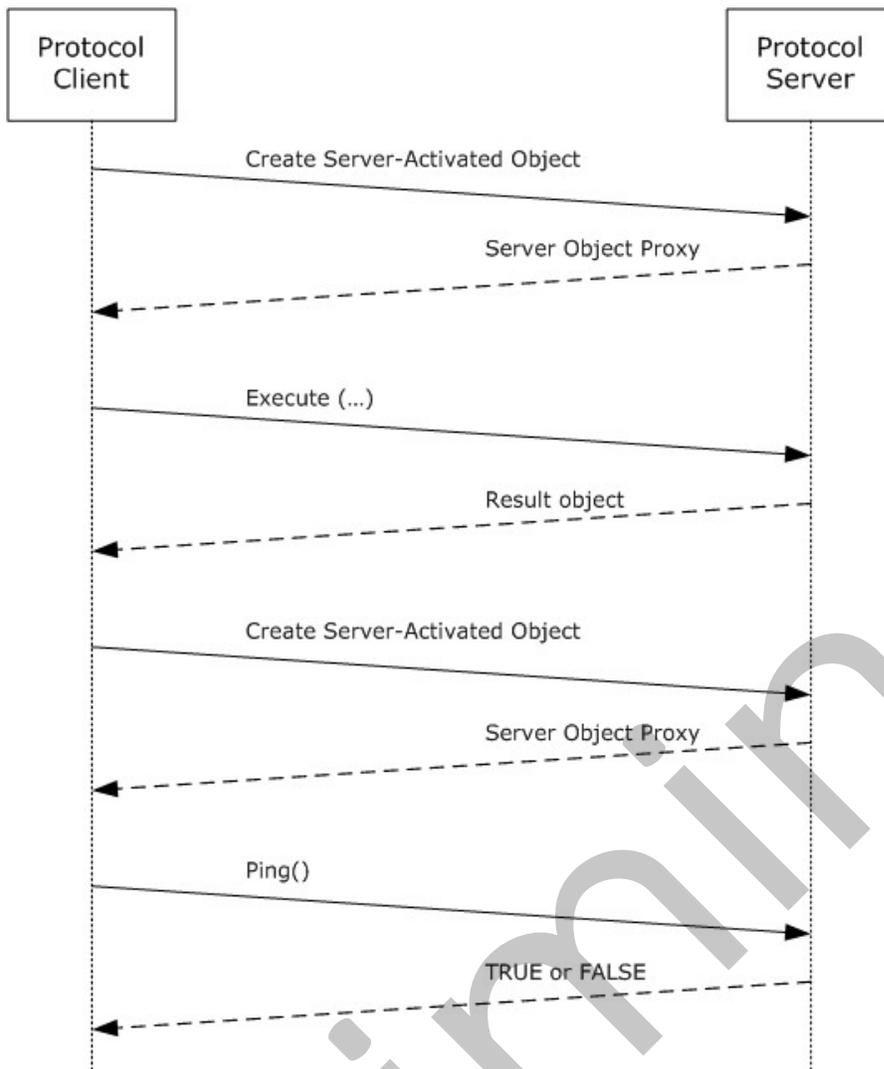 Protocol
Client
Protocol
Server
Create Server-Activated Object
Server Object Proxy
Execute (...)
Result object
Create Server-Activated Object
Server Object Proxy
Ping()
TRUE or FALSE